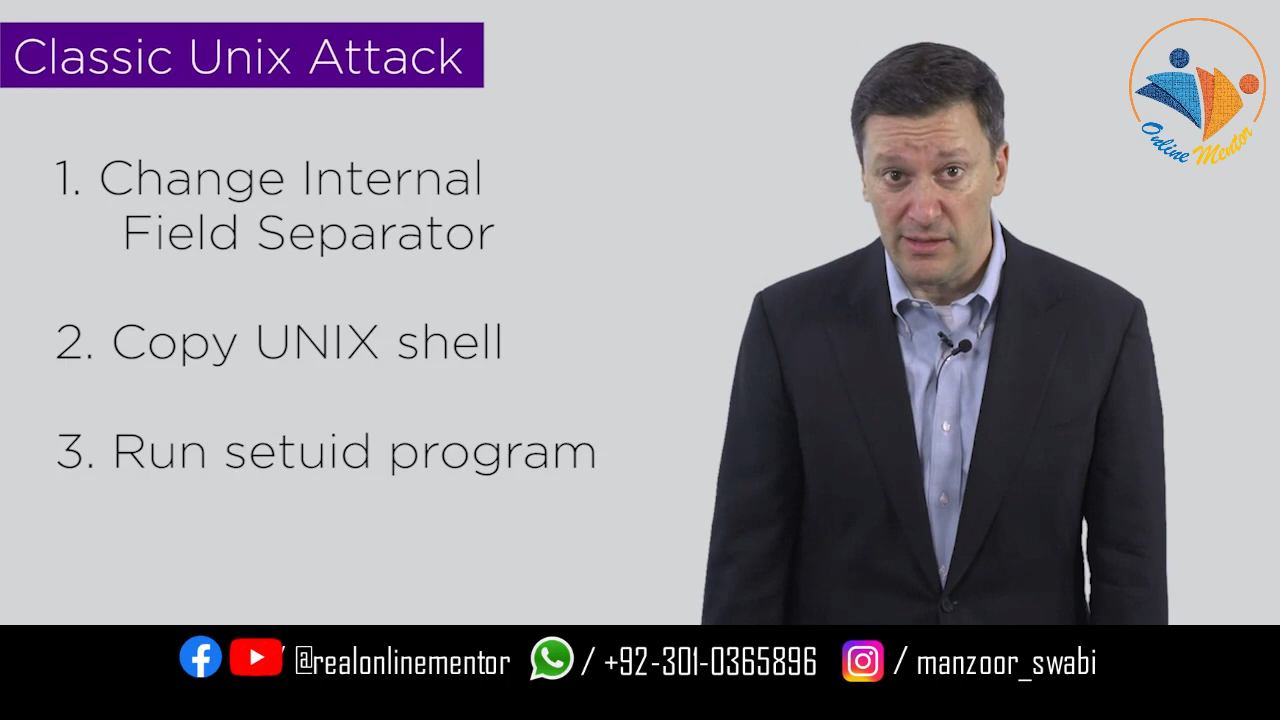 Classic Unix Attack
1. Change Internal
Field Separator
2. Copy UNIX shell
3. Run setuid program
Online Mentor
/ @realonlinementor / +92-301-0365896 / manzoor_swabi